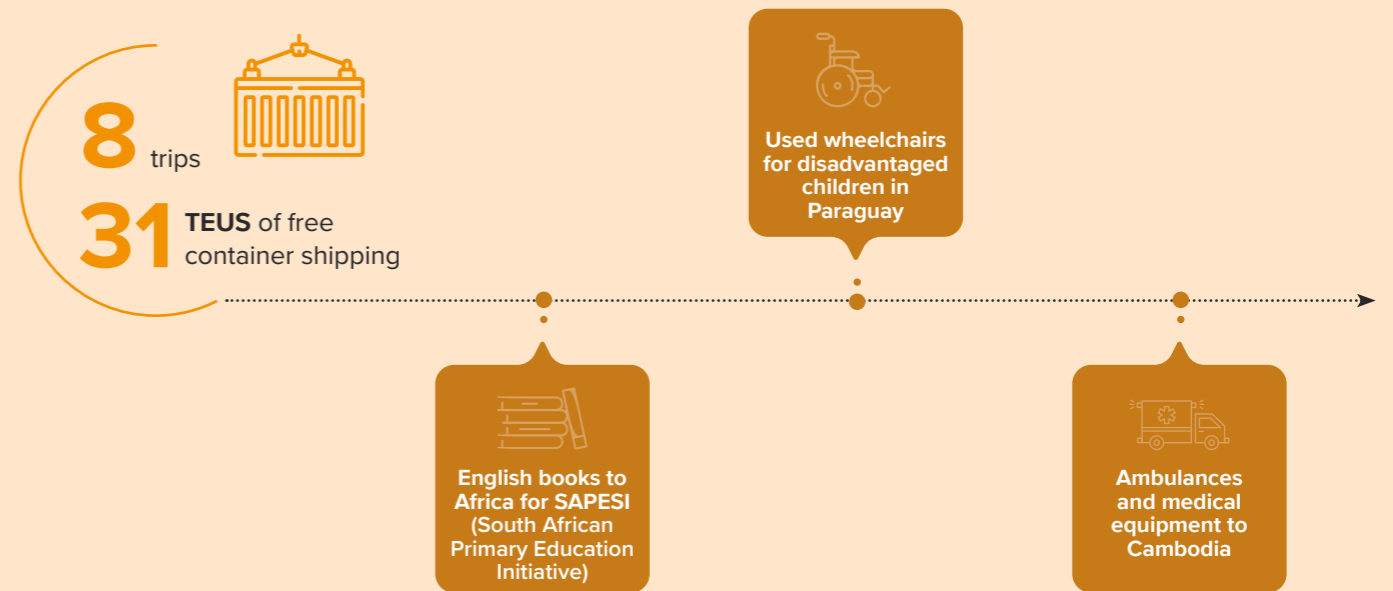 8 trips
31 TEUS of free
container shipping
Used wheelchairs
for disadvantaged
children in
Paraguay
English books to
Africa for SAPESI
(South African
Primary Education
Initiative)
Ambulances
and medical
equipment to
Cambodia